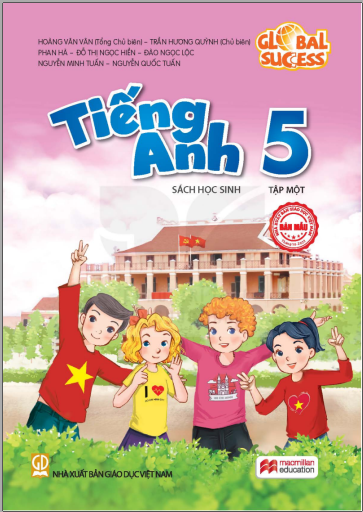 HOÀNG VĂN VÂN (Tổng Chủ biên) – TRẦN HƯƠNG QUỲNH (Chủ biên)
PHAN HÀ – ĐỖ THỊ NGỌC HIỀN – ĐÀO NGỌC LỘC
NGUYỄN MINH TUẤN – NGUYỄN QUỐC TUẤN
GLOBAL
SUCCESS
Tiếng
Anh 5
SÁCH HỌC SINH TẬP MỘT
BẢN MẪU
I
NHÀ XUẤT BẢN GIÁO DỤC VIỆT NAM
macmillan
education